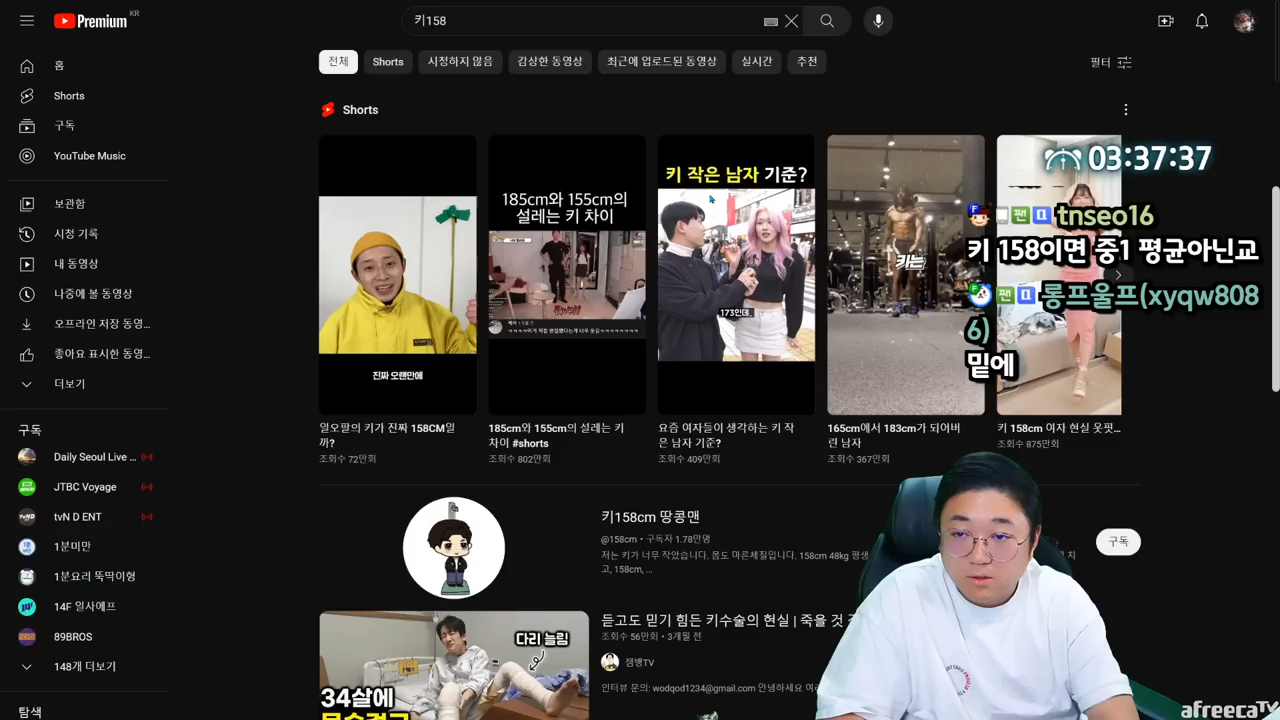 Premium KR
키158
전체
Shorts
시청하지 않음
감상한 동영상
최근에 업로드된 동영상
실시간
추천
필터
홈
Shorts
구독
YouTube Music
보관함
시청 기록
내 동영상
나중에 볼 동영상
오프라인 저장 동영...
좋아요 표시한 동영...
더보기
구독
Daily Seoul Live ...
JTBC Voyage
tvN D ENT
1분미만
1분요리 뚝딱이형
14F 일사에프
89BROS
148개 더보기
탐색
Shorts
진짜 오랜만에
일오팔의 키가 진짜 158CM일
까?
조회수 72만회
185cm와 155cm의
설레는 키 차이
185cm와 155cm의 설레는 키
차이 #shorts
조회수 802만회
키 작은 남자 기준?
173인데
요즘 여자들이 생각하는 키 작
은 남자 기준?
조회수 409만회
키는
165cm에서 183cm가 되어버
린 남자
조회수 367만회
키 158cm 여자 현실 옷핏...
조회수 875만회
03:37:37
tnseo16
키 158이면 중1 평균아닌교
롱프울프(xyqw808
6)
밑에
키158cm 땅콩맨
@158cm • 구독자 1.78만명
저는 키가 너무 작았습니다. 몸도 마른체질입니다. 158cm 48kg 평생
고, 158cm, ...
구독
다리 늘림
34살에
듣고도 믿기 힘든 키수술의 현실 | 죽을 것
조회수 56만회 • 3개월 전
잼뱅TV
인터뷰 문의: wodqod1234@gmail.com 안녕하세요
afreecaTV